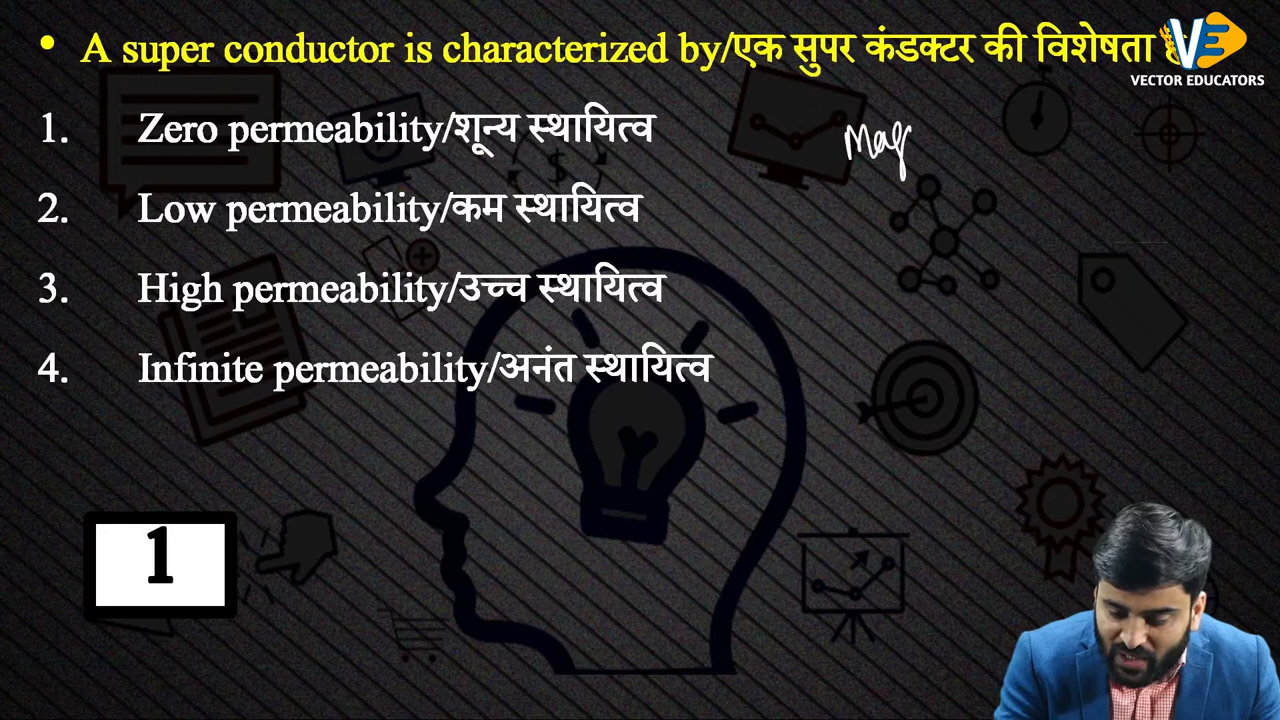 • A super conductor is characterized by/एक सुपर कंडक्टर की विशेषता
VECTOR EDUCATORS
1. Zero permeability/शून्य स्थायित्व
Mag
2. Low permeability/कम स्थायित्व
3. High permeability/उच्च स्थायित्व
4. Infinite permeability/अनंत स्थायित्व
1